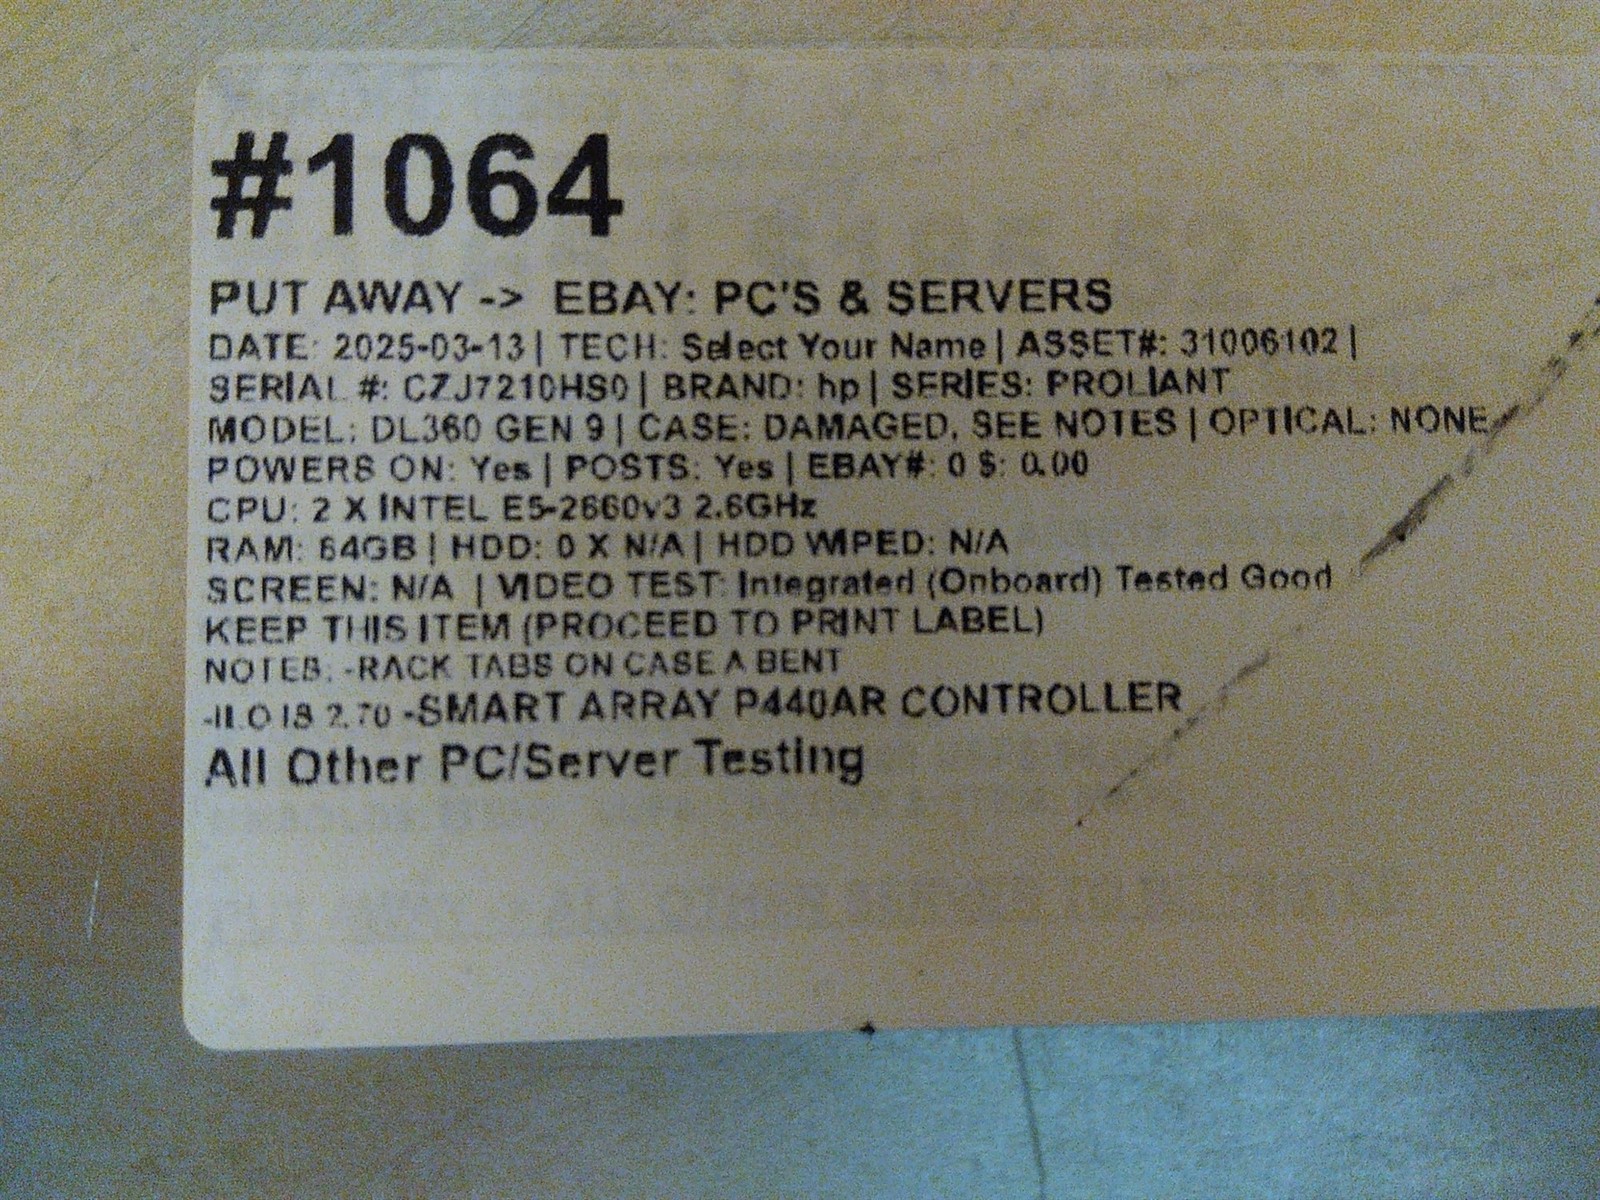 #1064
PUT AWAY -> EBAY: PC'S & SERVERS
DATE: 2025-03-13 | TECH: Select Your Name | ASSET#: 31006102 |
SERIAL #: CZJ7210HS0 | BRAND: hp | SERIES: PROLIANT
MODEL: DL360 GEN 9 | CASE: DAMAGED, SEE NOTES | OPTICAL: NONE
POWERS ON: Yes | POSTS: Yes | EBAY#: 0 $: 0.00
CPU: 2 X INTEL E5-2660v3 2.6GHz
RAM: 64GB | HDD: 0 X N/A | HDD WIPED: N/A
SCREEN: N/A | VIDEO TEST: Integrated (Onboard) Tested Good
KEEP THIS ITEM (PROCEED TO PRINT LABEL)
NOTES: -RACK TABS ON CASE A BENT
-ILO IS 2.70 -SMART ARRAY P440AR CONTROLLER
All Other PC/Server Testing